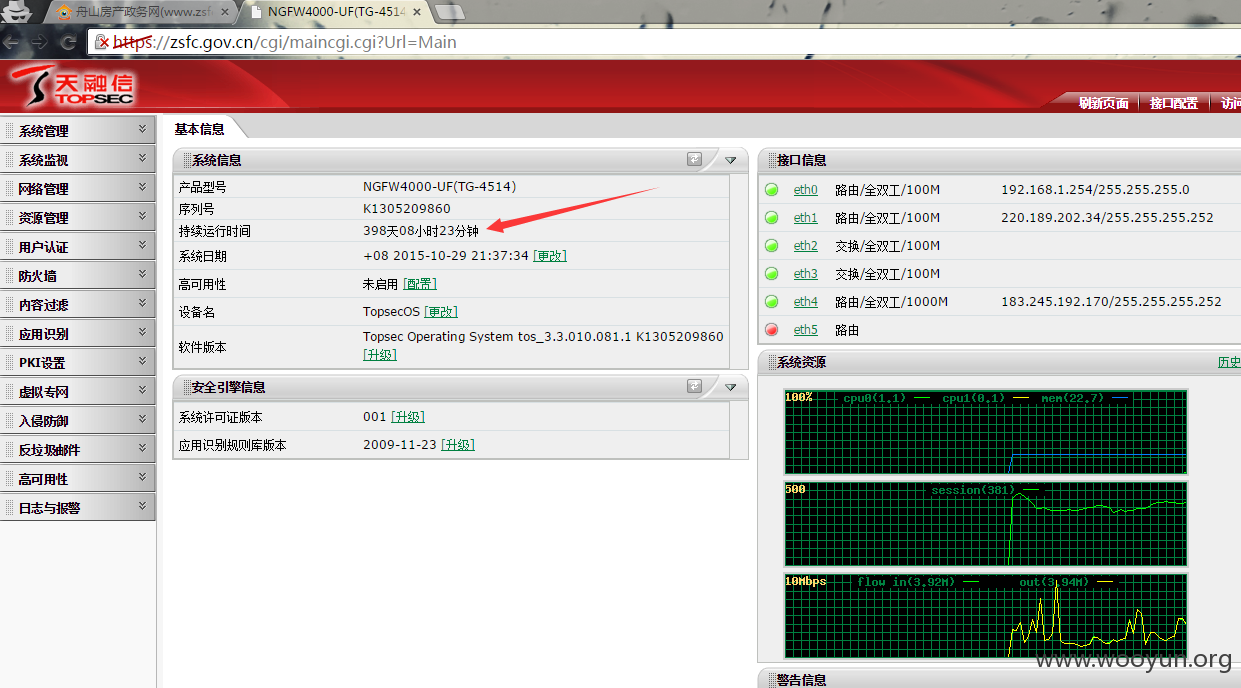 舟山房产政务网(www.zsf
NGFW4000-UF(TG-4514
https://zsfc.gov.cn/cgi/maincgi.cgi?Url=Main
天融信
TOPSEC
刷新页面 接口配置 访问
系统管理
系统监视
网络管理
资源管理
用户认证
防火墙
内容过滤
应用识别
PKI设置
虚拟专网
入侵防御
反垃圾邮件
高可用性
日志与报警
基本信息
系统信息
产品型号 NGFW4000-UF(TG-4514)
序列号 K1305209860
持续运行时间 398天08小时23分钟
系统日期 +08 2015-10-29 21:37:34 [更改]
高可用性 未启用 [配置]
设备名 TopsecOS [更改]
软件版本 Topsec Operating System tos_3.3.010.081.1 K1305209860
[升级]
安全引擎信息
系统许可证版本 001 [升级]
应用识别规则库版本 2009-11-23 [升级]
接口信息
eth0 路由/全双工/100M 192.168.1.254/255.255.255.0
eth1 路由/全双工/100M 220.189.202.34/255.255.255.252
eth2 交换/全双工/100M
eth3 交换/全双工/100M
eth4 路由/全双工/1000M 183.245.192.170/255.255.255.252
eth5 路由
系统资源 历史
100% cpu0(1,1) cpu1(0,1) mem(22,7)
500 session(381)
10Mbps flow in(3,92M) out(3,94M)
www.wooyun.org
警告信息